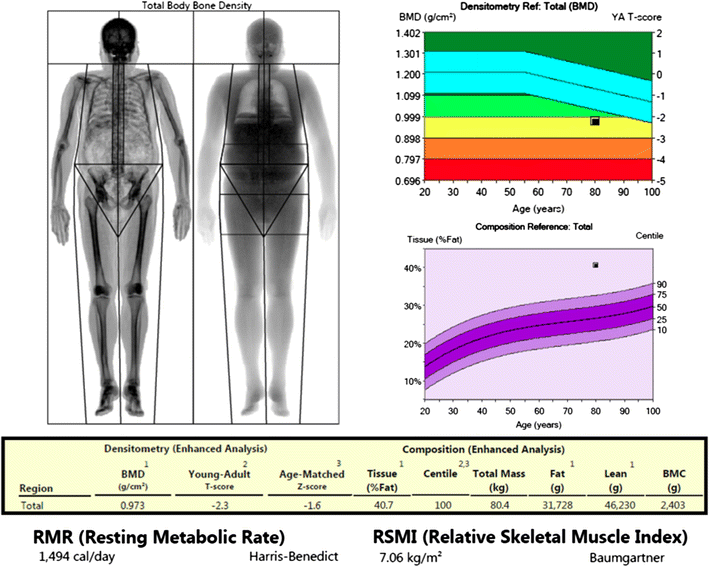 Total Body Bone Density
Densitometry Ref: Total (BMD)
BMD (g/cm²) YA T-score
1.402 2
1.301 1
1.200 0
1.099 -1
0.999 -2
0.898 -3
0.797 -4
0.696 -5
20 30 40 50 60 70 80 90 100
Age (years)
Composition Reference: Total
Tissue (%Fat) Centile
40%
90
30% 75
50
25
20% 10
10%
20 30 40 50 60 70 80 90 100
Age (years)
Densitometry (Enhanced Analysis) Composition (Enhanced Analysis)
1 2 3 1 2,3 1 1
BMD Young-Adult Age-Matched Tissue Centile Total Mass Fat Lean BMC
Region (g/cm²) T-score Z-score (%Fat) (kg) (g) (g) (g)
Total 0.973 -2.3 -1.6 40.7 100 80.4 31,728 46,230 2,403
RMR (Resting Metabolic Rate) RSMI (Relative Skeletal Muscle Index)
1,494 cal/day Harris-Benedict 7.06 kg/m² Baumgartner